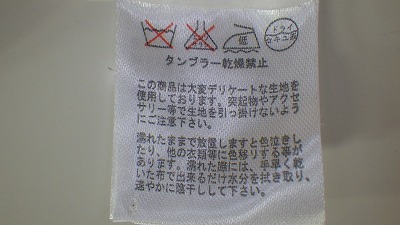 低
ドライ
セキユ系
タンブラー乾燥禁止
この商品は大変デリケートな生地を
使用しております。突起物やアクセ
サリー等で生地を引っ掛けないよう
にご注意下さい。
濡れたままで放置しますと色泣きし
たり、他の衣類等に色移りする事が
あります。濡れた際には、手早く乾
いた布で出来るだけ水分を拭き取り、
速やかに陰干しして下さい。